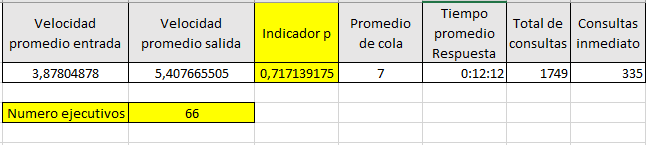 Velocidad promedio entrada
Velocidad promedio salida
Indicador p
Promedio de cola
Tiempo promedio Respuesta
Total de consultas
Consultas inmediato
3,87804878
5,407665505
0,717139175
7
0:12:12
1749
335
Numero ejecutivos
66